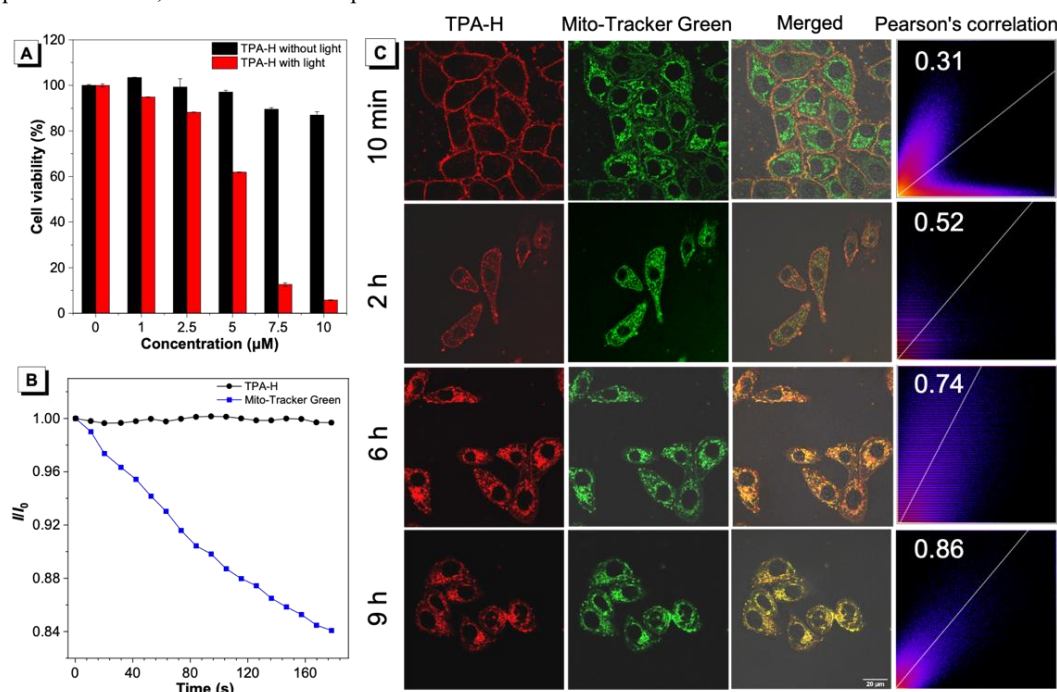 TPA-H Mito-Tracker Green Merged Pearson's correlation
A
TPA-H without light
TPA-H with light
Cell viability (%)
120
100
80
60
40
20
0
0 1 2.5 5 7.5 10
Concentration (μM)
B
TPA-H
Mito-Tracker Green
I/I0
1.00
0.96
0.92
0.88
0.84
0 40 80 120 160 200
Time (s)
C
10 min
0.31
2 h
0.52
6 h
0.74
9 h
0.86
20 μm